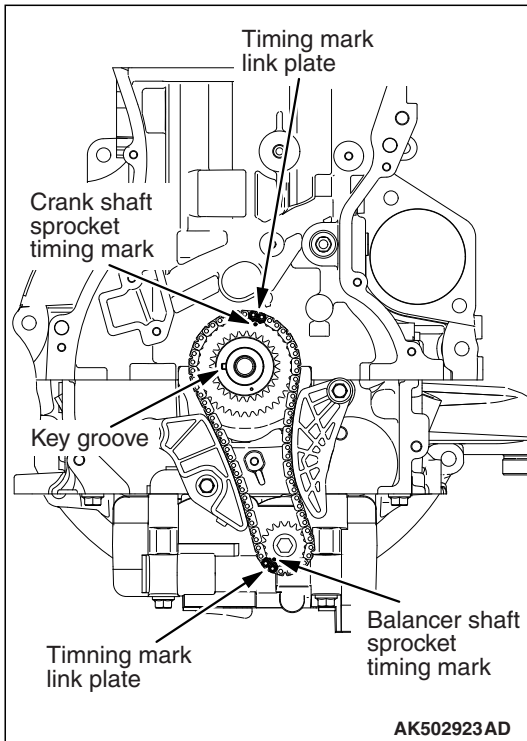 Timing mark
link plate
Crank shaft
sprocket
timing mark
Key groove
Balancer shaft
sprocket
timing mark
Timning mark
link plate
AK502923AD